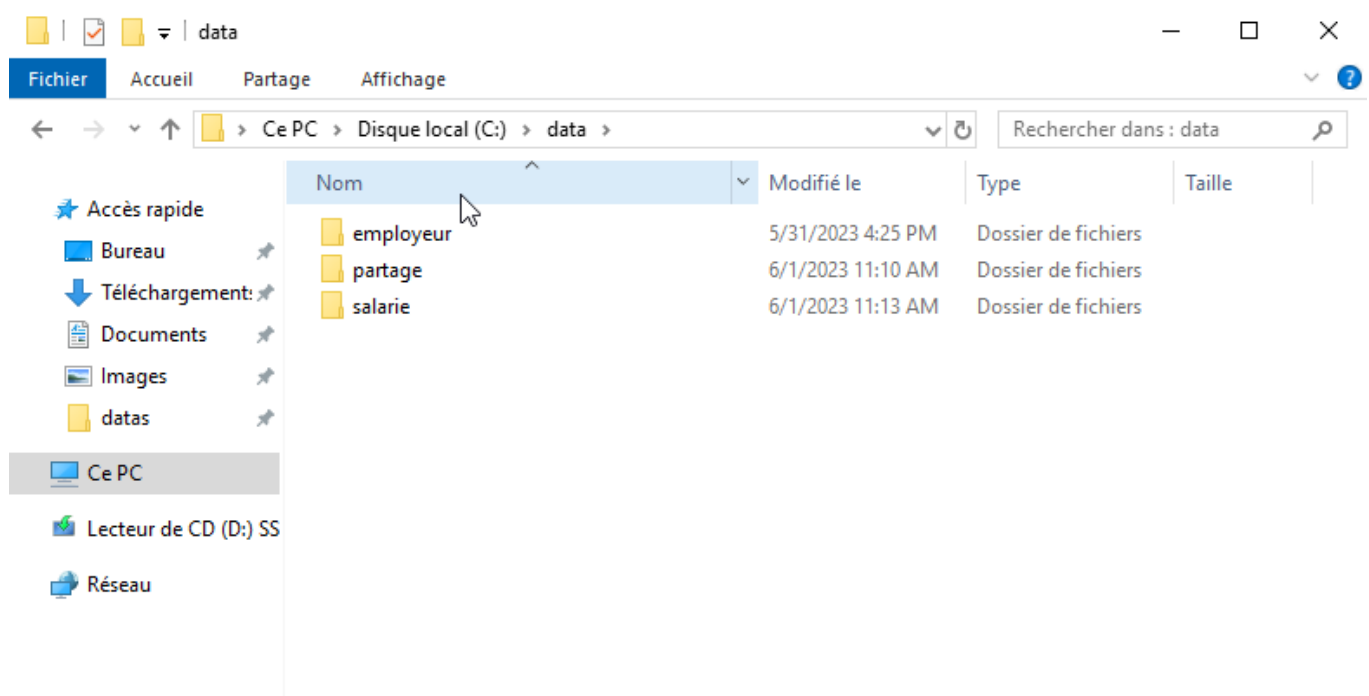 data
Fichier Accueil Partage Affichage
Ce PC Disque local (C:) data Rechercher dans : data
Nom Modifié le Type Taille
Accès rapide
Bureau
Téléchargement:
Documents
Images
datas
Ce PC
Lecteur de CD (D:) SS
Réseau
employeur 5/31/2023 4:25 PM Dossier de fichiers
partage 6/1/2023 11:10 AM Dossier de fichiers
salarie 6/1/2023 11:13 AM Dossier de fichiers